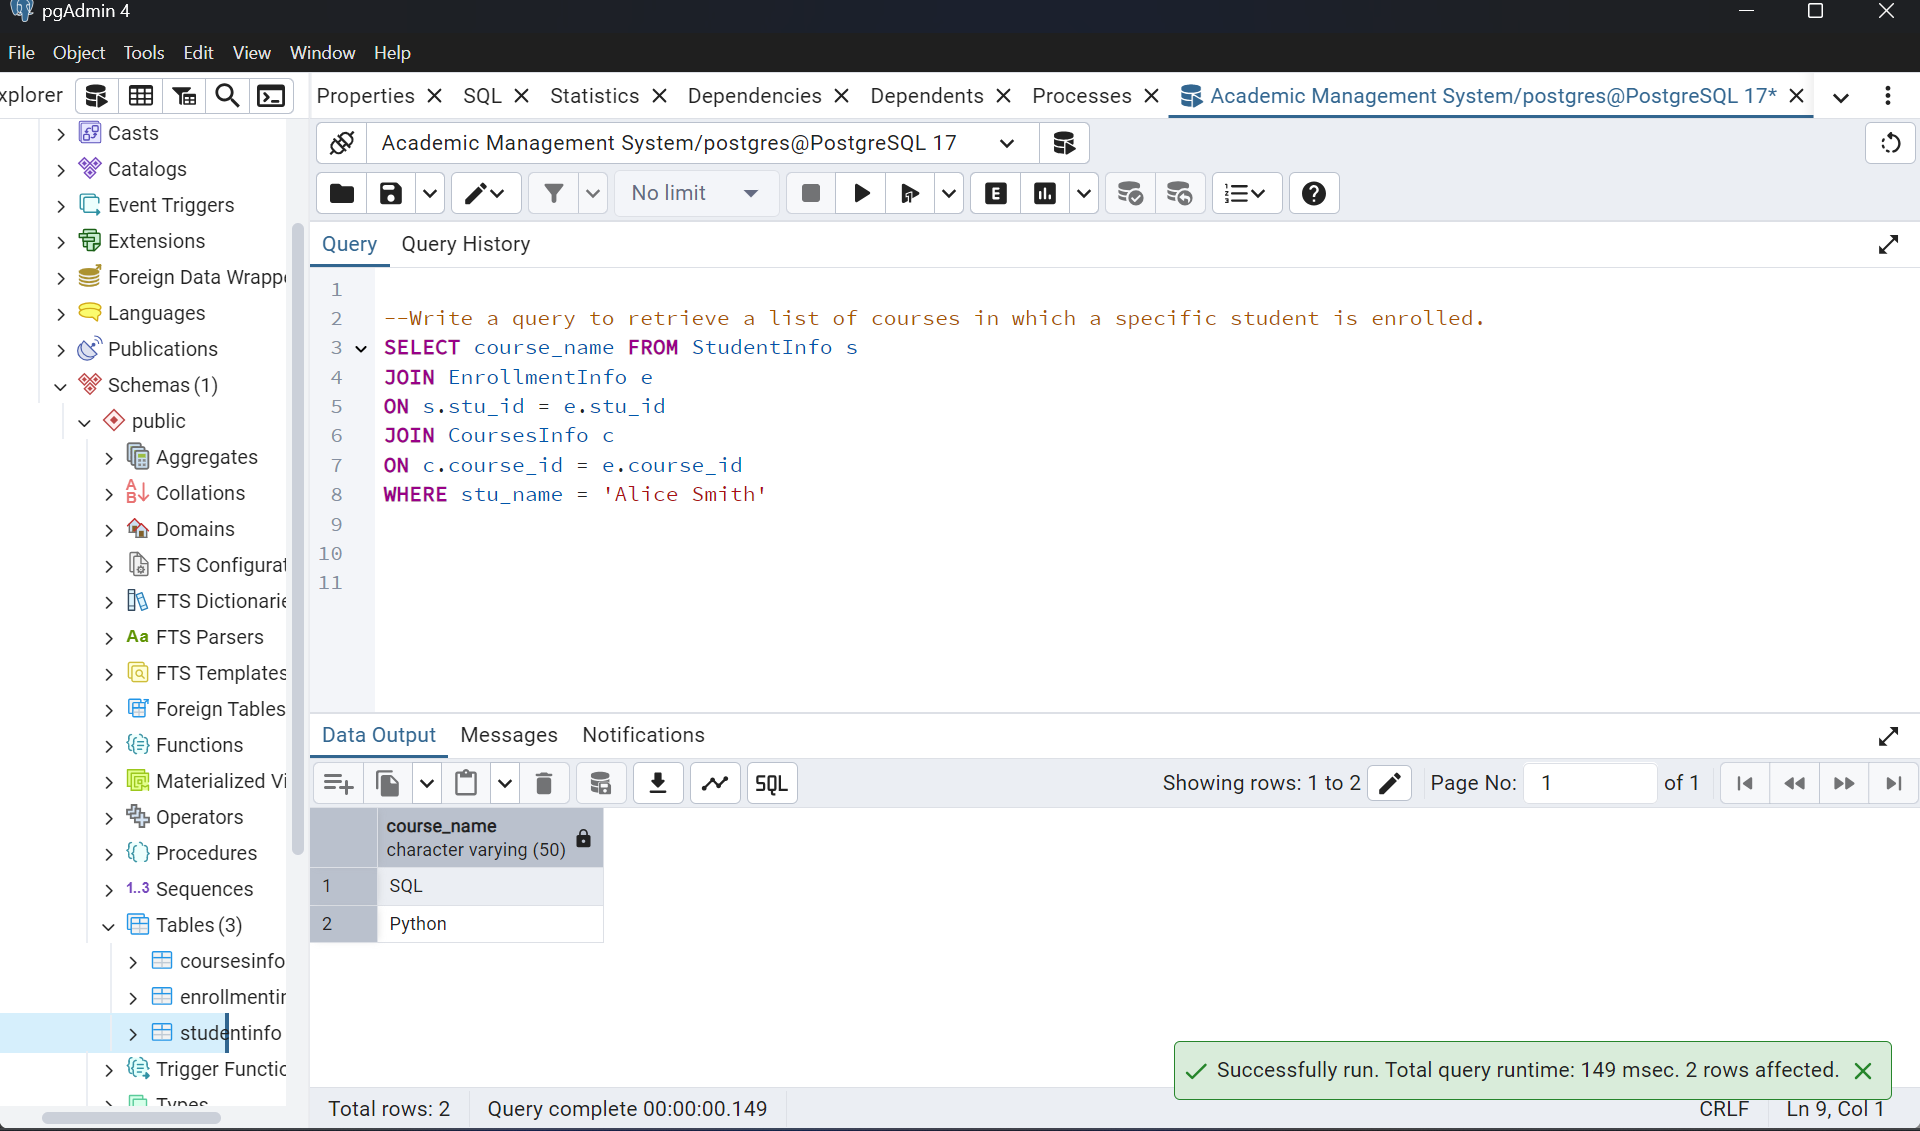 pgAdmin 4
File Object Tools Edit View Window Help
xplorer
Properties SQL Statistics Dependencies Dependents Processes Academic Management System/postgres@PostgreSQL 17*
Academic Management System/postgres@PostgreSQL 17
No limit
E
Query Query History
1
2 --Write a query to retrieve a list of courses in which a specific student is enrolled.
3 SELECT course_name FROM StudentInfo s
4 JOIN EnrollmentInfo e
5 ON s.stu_id = e.stu_id
6 JOIN CoursesInfo c
7 ON c.course_id = e.course_id
8 WHERE stu_name = 'Alice Smith'
9
10
11
Casts
Catalogs
Event Triggers
Extensions
Foreign Data Wrappe
Languages
Publications
Schemas (1)
public
Aggregates
Collations
Domains
FTS Configurat
FTS Dictionarie
Aa FTS Parsers
FTS Templates
Foreign Tables
Functions
Materialized Vi
Operators
Procedures
1..3 Sequences
Tables (3)
coursesinfo
enrollmentin
studentinfo
Trigger Functio
Types
Data Output Messages Notifications
SQL
Showing rows: 1 to 2 Page No: 1 of 1
course_name
character varying (50)
1 SQL
2 Python
Successfully run. Total query runtime: 149 msec. 2 rows affected.
Total rows: 2 Query complete 00:00:00.149 CRLF Ln 9, Col 1